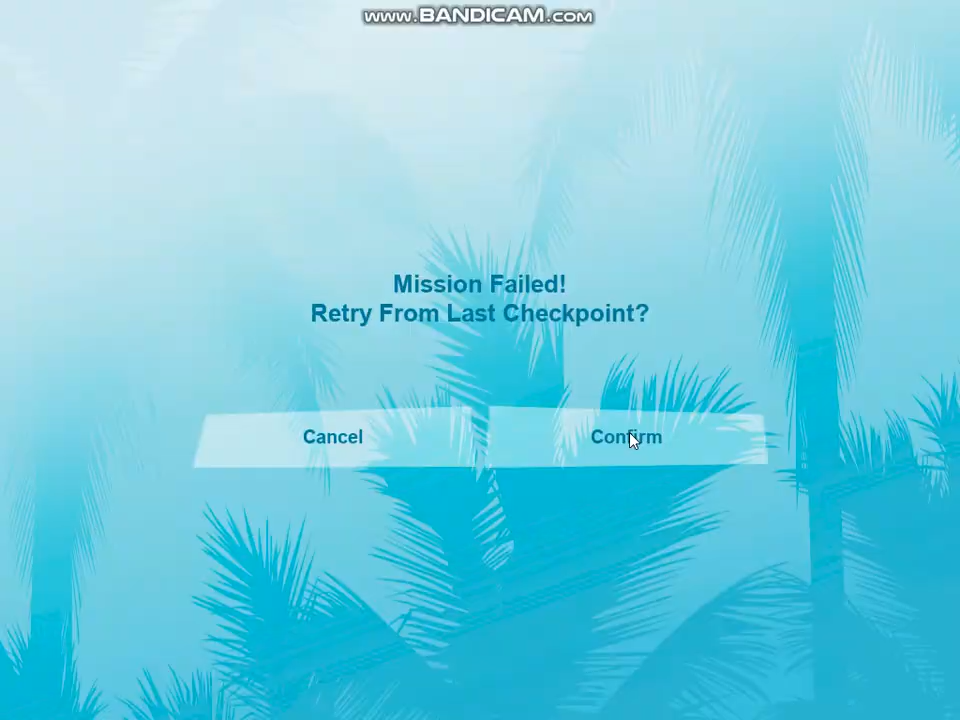 www.BANDICAM.com
Mission Failed!
Retry From Last Checkpoint?
Cancel
Confirm